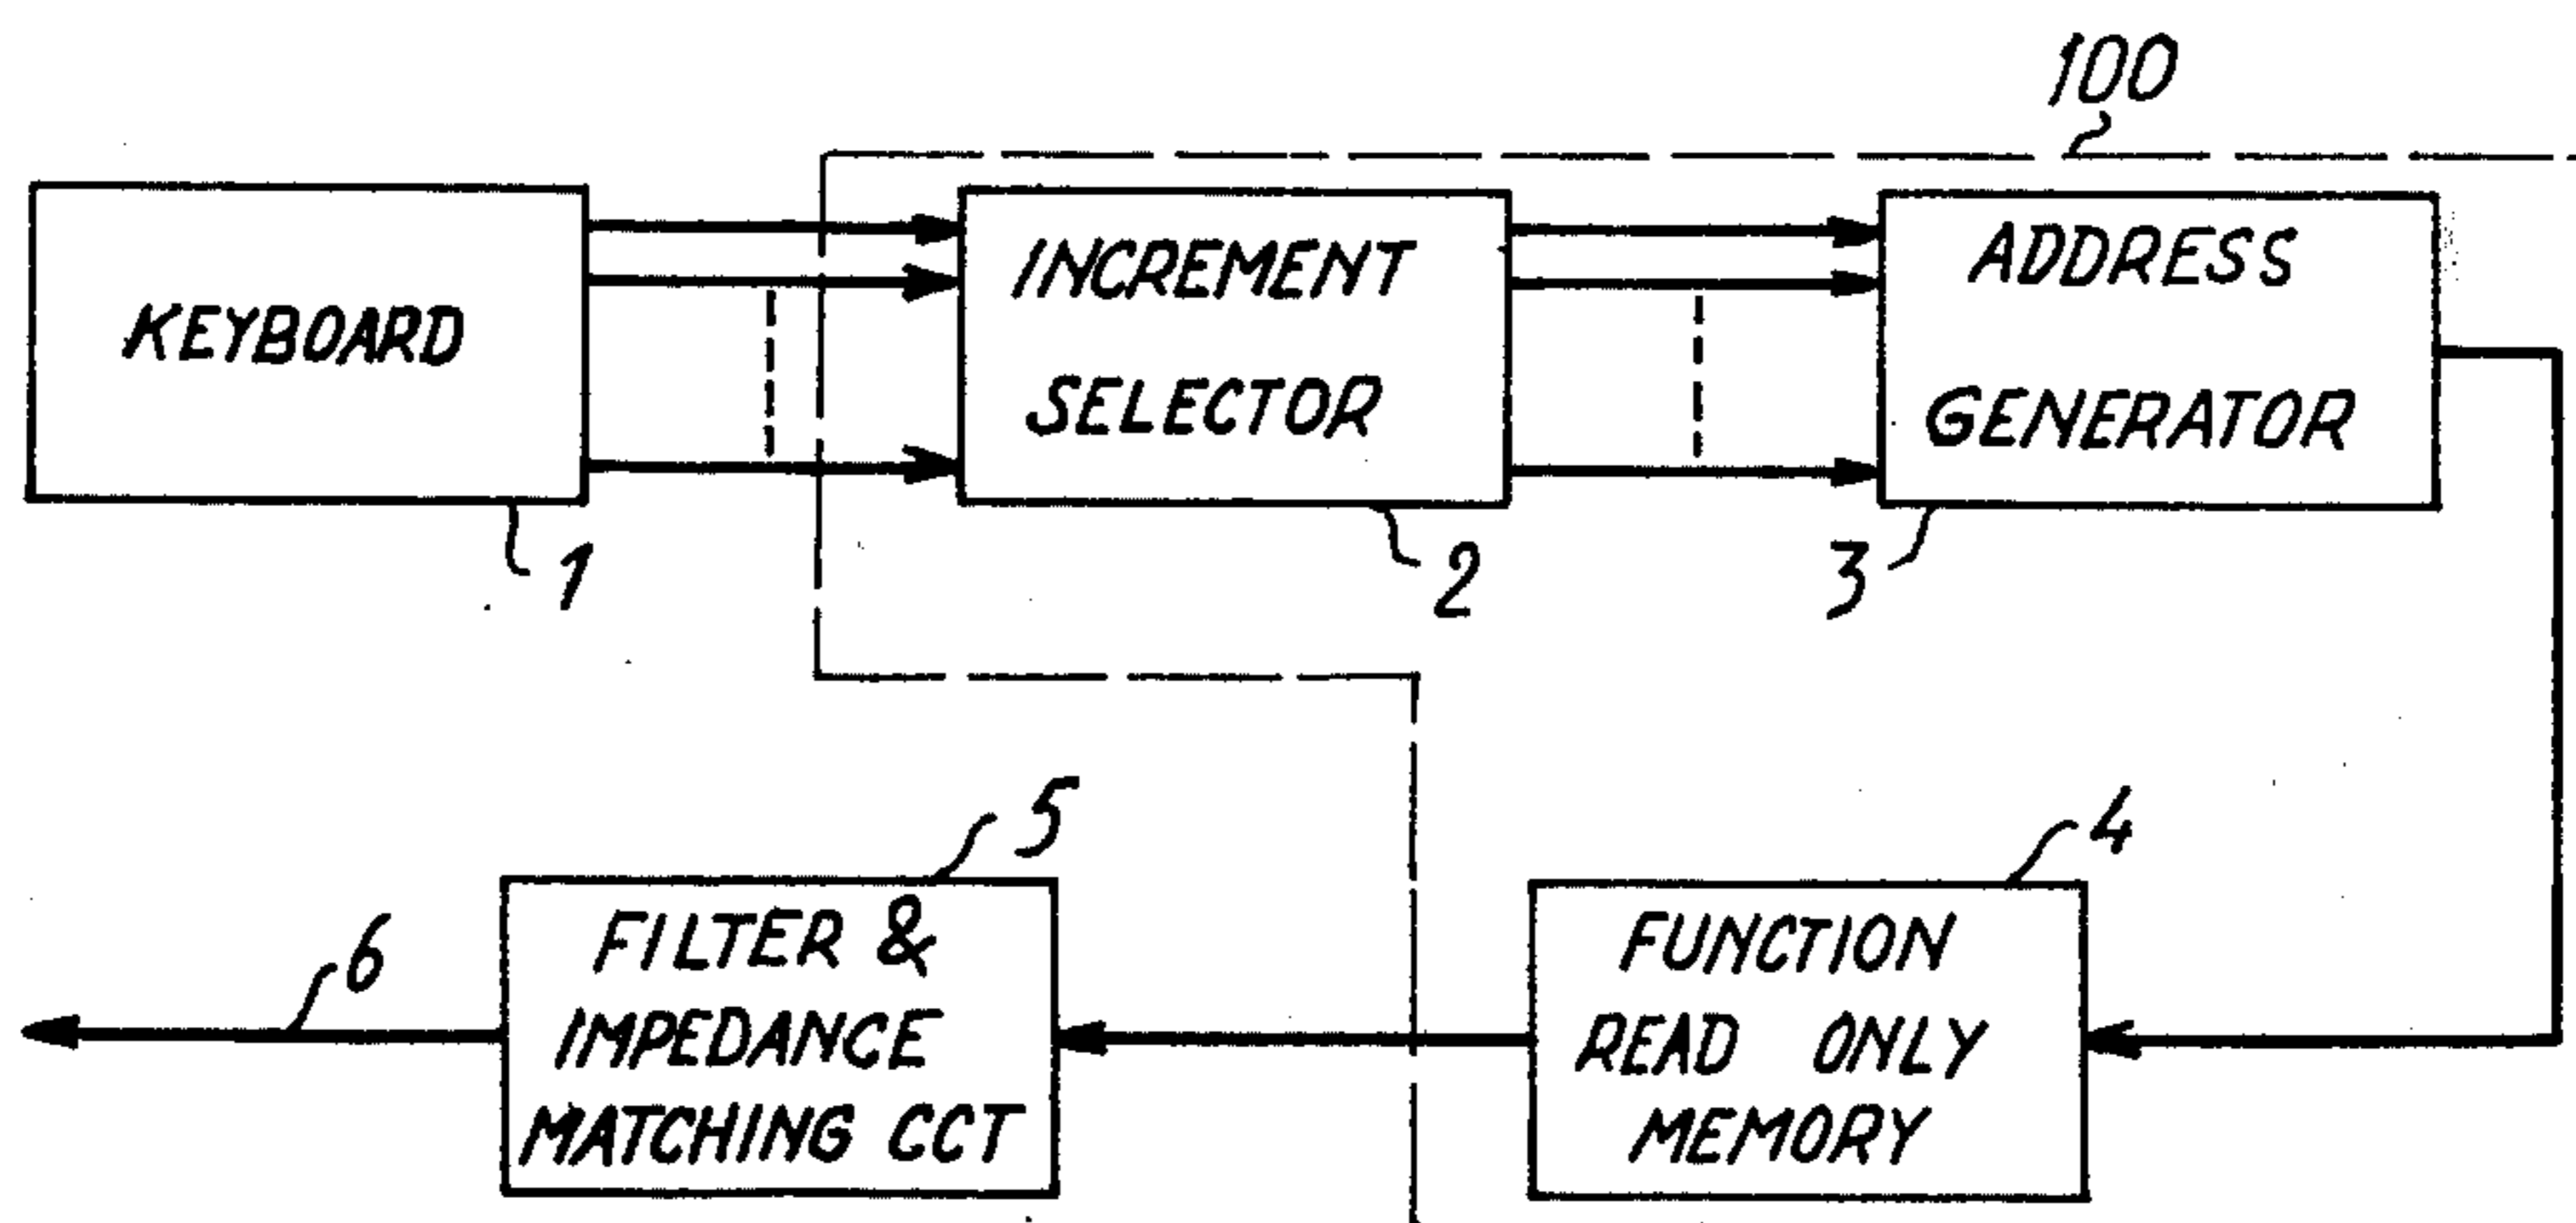 100
KEYBOARD
INCREMENT
SELECTOR
ADDRESS
GENERATOR
1
2
3
5
4
6
FILTER &
IMPEDANCE
MATCHING CCT
FUNCTION
READ ONLY
MEMORY